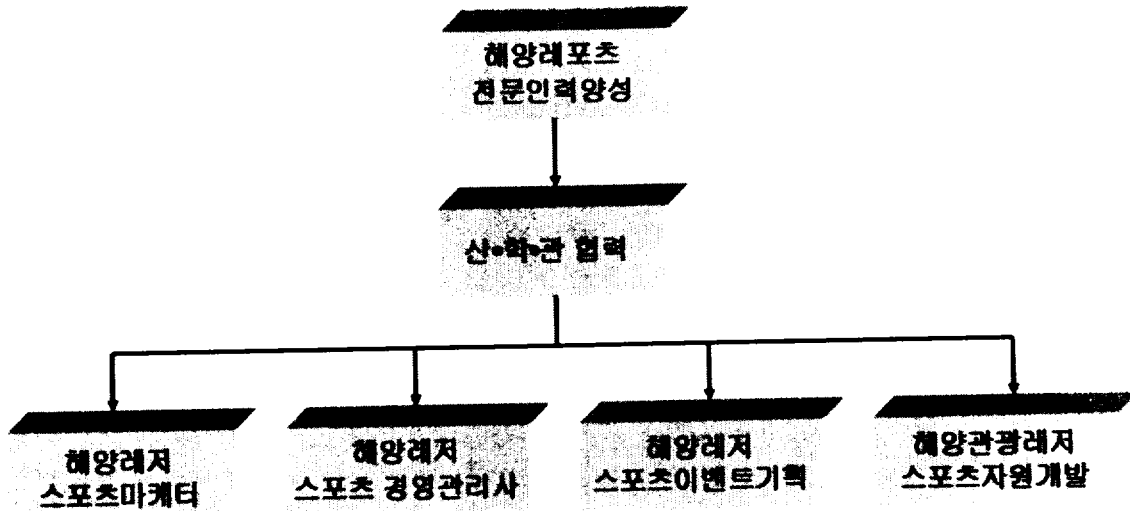 해양레포츠
전문인력양성
산•학•관 협력
해양레저
스포츠마케터
해양레저
스포츠 경영관리사
해양레저
스포츠이벤트기획
해양관광레저
스포츠자원개발